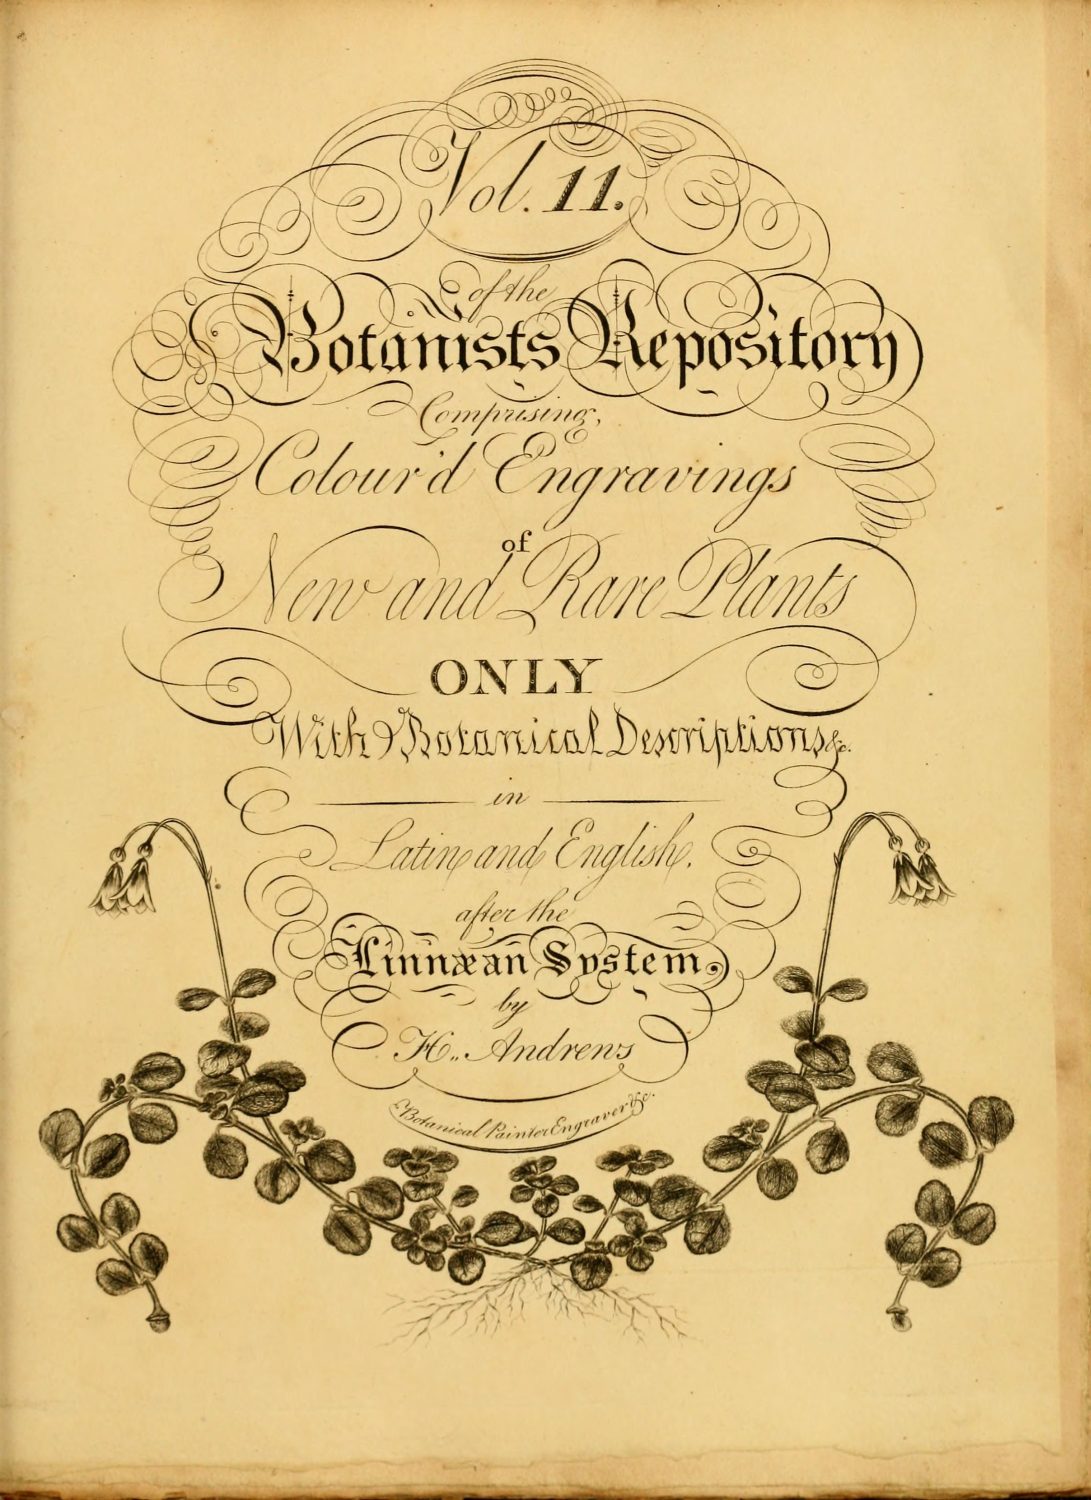 Vol. 11.
of the
Botanists Repository
Comprising,
Colour'd Engravings
of
New and Rare Plants
ONLY
With Botanical Descriptions &c.
in
Latin and English,
after the
Linnæan System,
by
H,, Andrews
Botanical Painter Engraver &c.